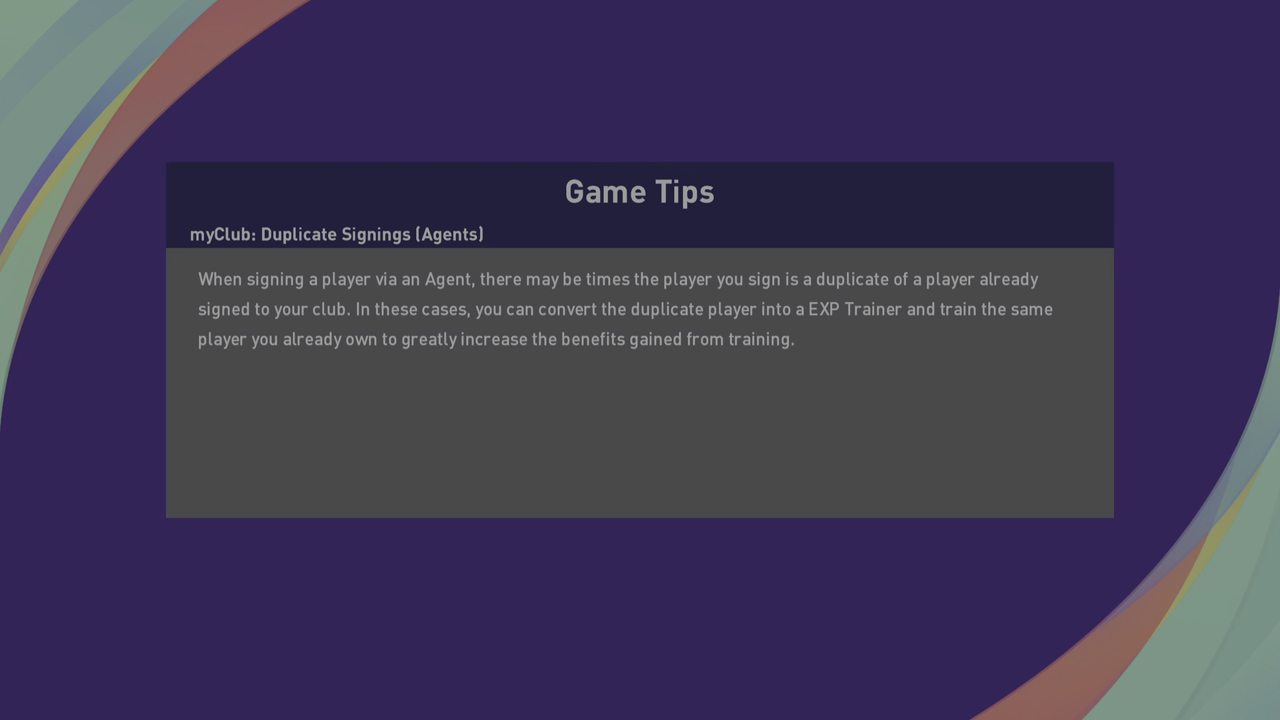 Game Tips
myClub: Duplicate Signings (Agents)
When signing a player via an Agent, there may be times the player you sign is a duplicate of a player already
signed to your club. In these cases, you can convert the duplicate player into a EXP Trainer and train the same
player you already own to greatly increase the benefits gained from training.